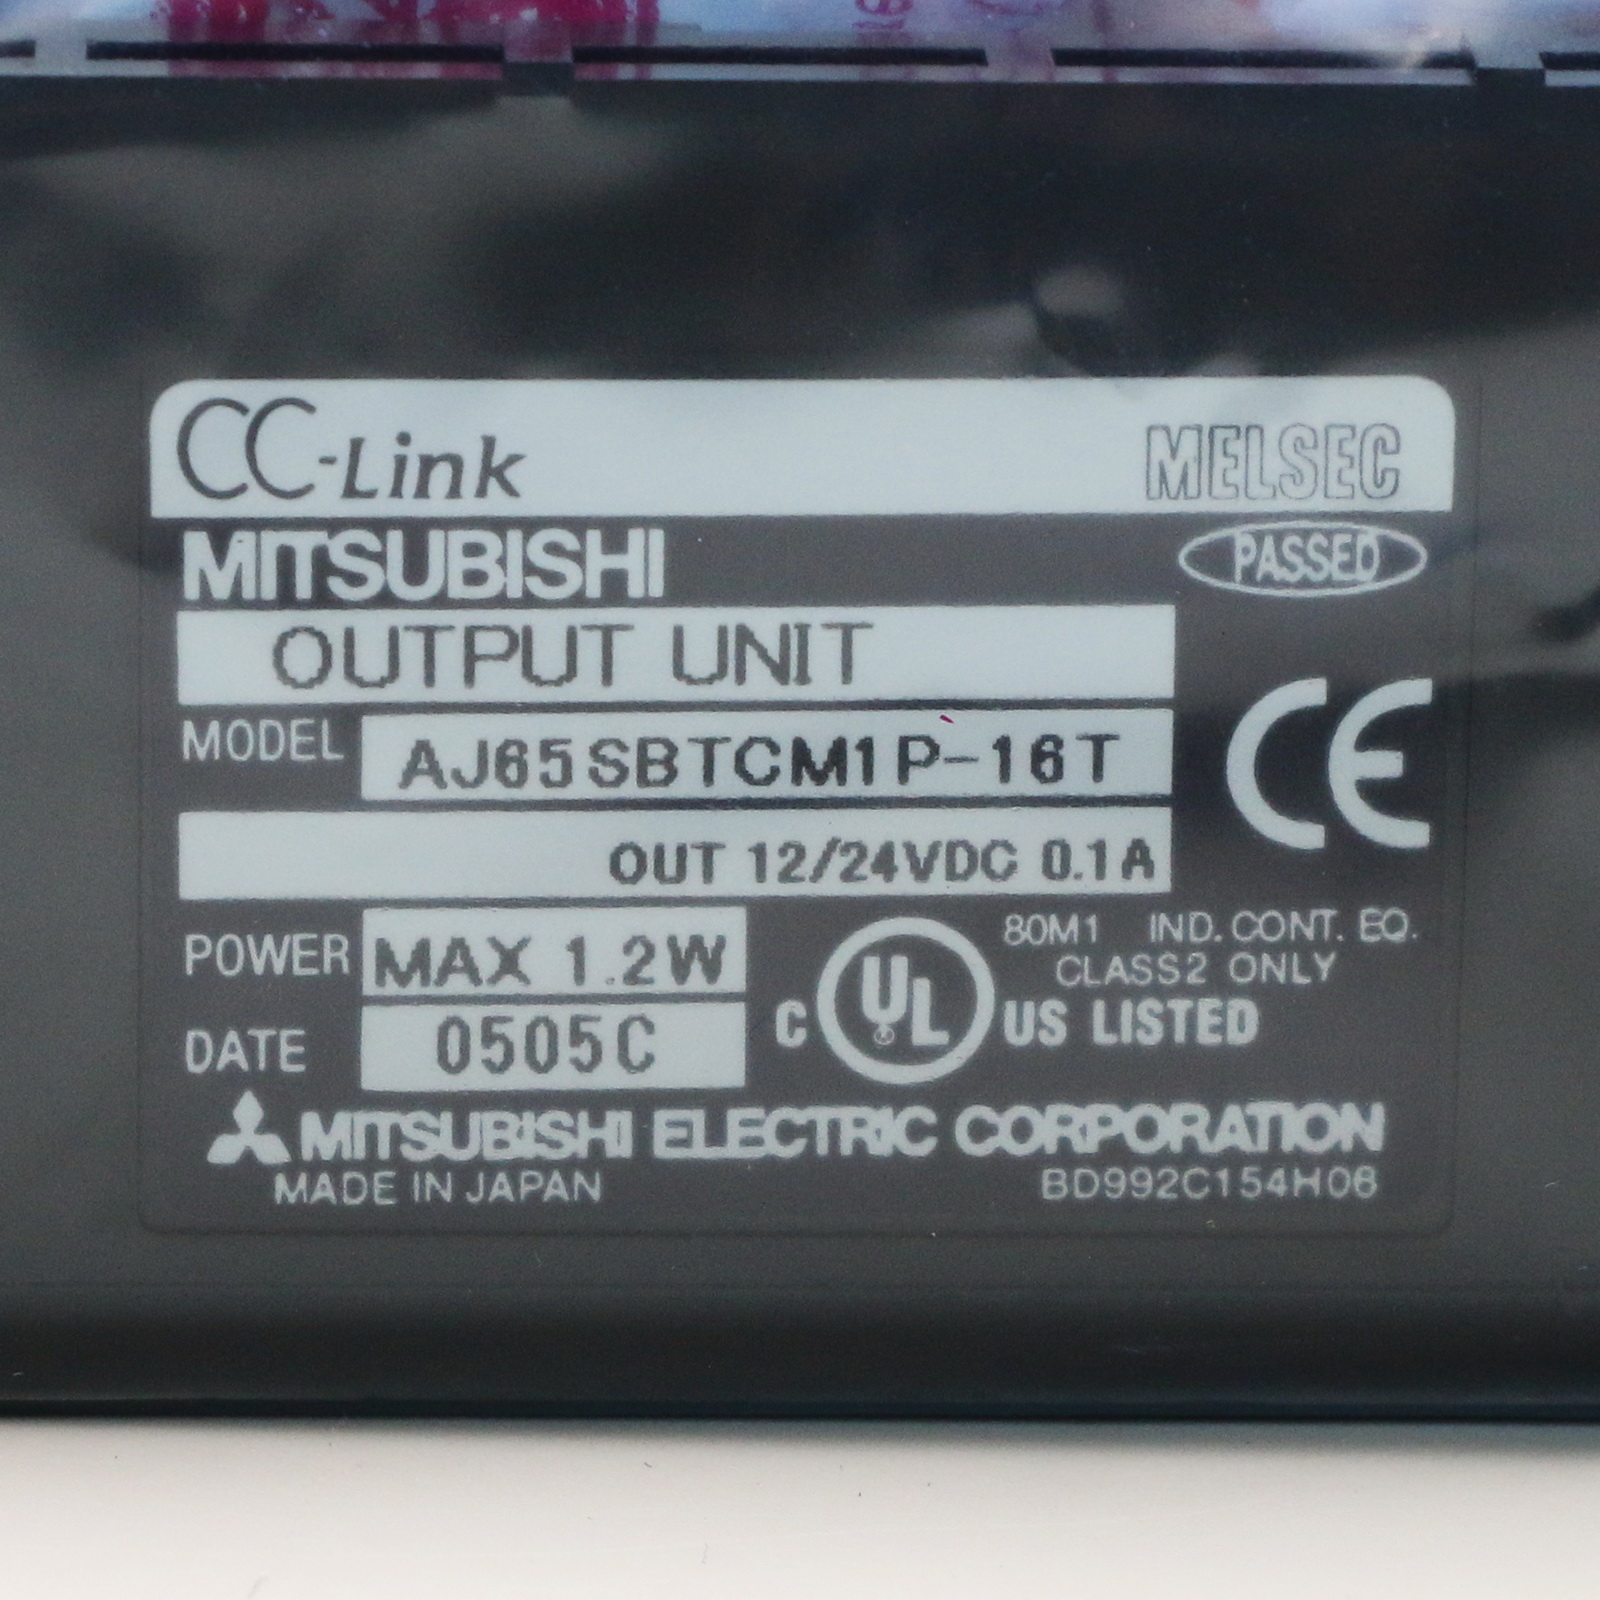 CC-Link MELSEC
MITSUBISHI PASSED
OUTPUT UNIT
MODEL AJ65SBTCM1P-16T CE
OUT 12/24VDC 0.1A
POWER MAX 1.2W
80M1 IND. CONT. EQ.
CLASS2 ONLY
DATE 0505C
C UL US LISTED
MITSUBISHI ELECTRIC CORPORATION
MADE IN JAPAN BD992C154H06